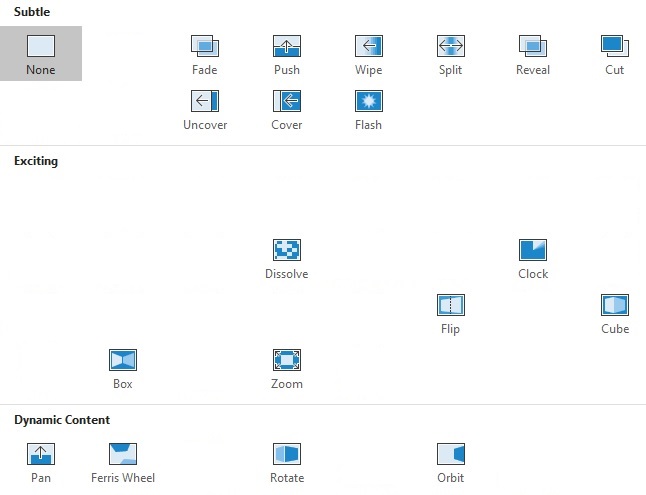 Subtle
None Fade Push Wipe Split Reveal Cut
Uncover Cover Flash
Exciting
Dissolve Clock
Flip Cube
Box Zoom
Dynamic Content
Pan Ferris Wheel Rotate Orbit